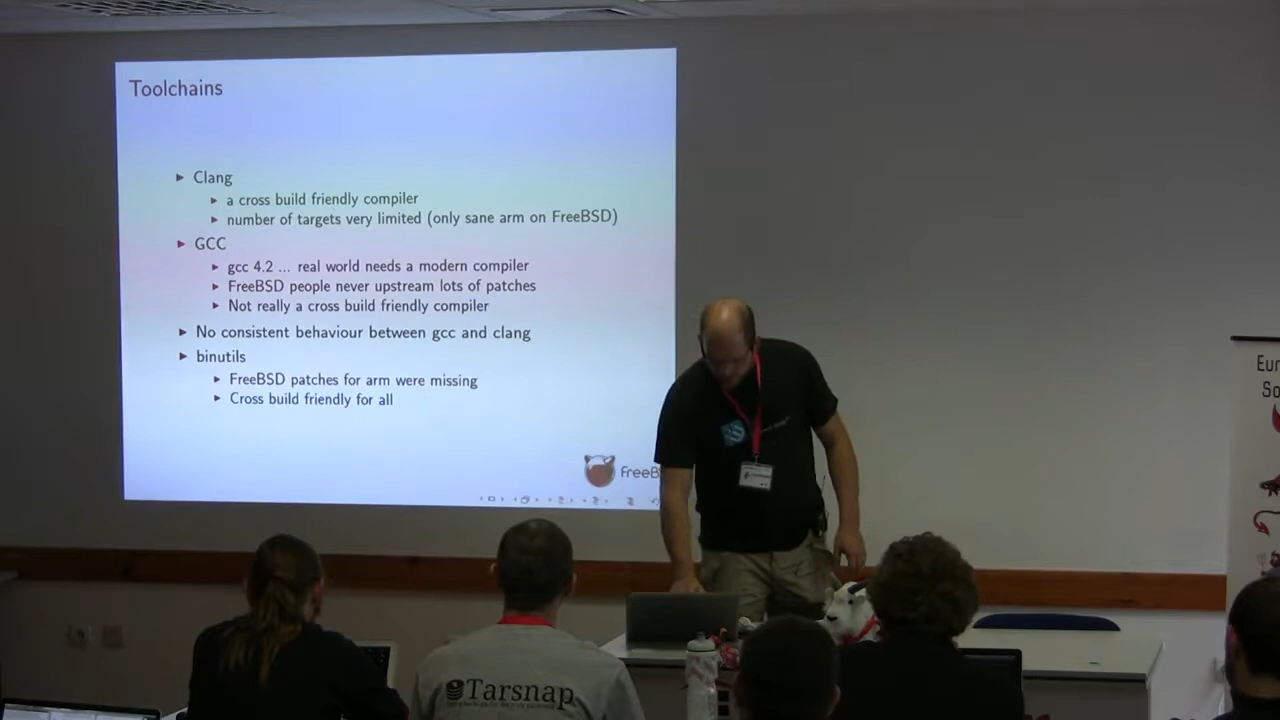 Toolchains
▸ Clang
▸ a cross build friendly compiler
▸ number of targets very limited (only sane arm on FreeBSD)
▸ GCC
▸ gcc 4.2 ... real world needs a modern compiler
▸ FreeBSD people never upstream lots of patches
▸ Not really a cross build friendly compiler
▸ No consistent behaviour between gcc and clang
▸ binutils
▸ FreeBSD patches for arm were missing
▸ Cross build friendly for all
FreeB
Eur
So
Tarsnap